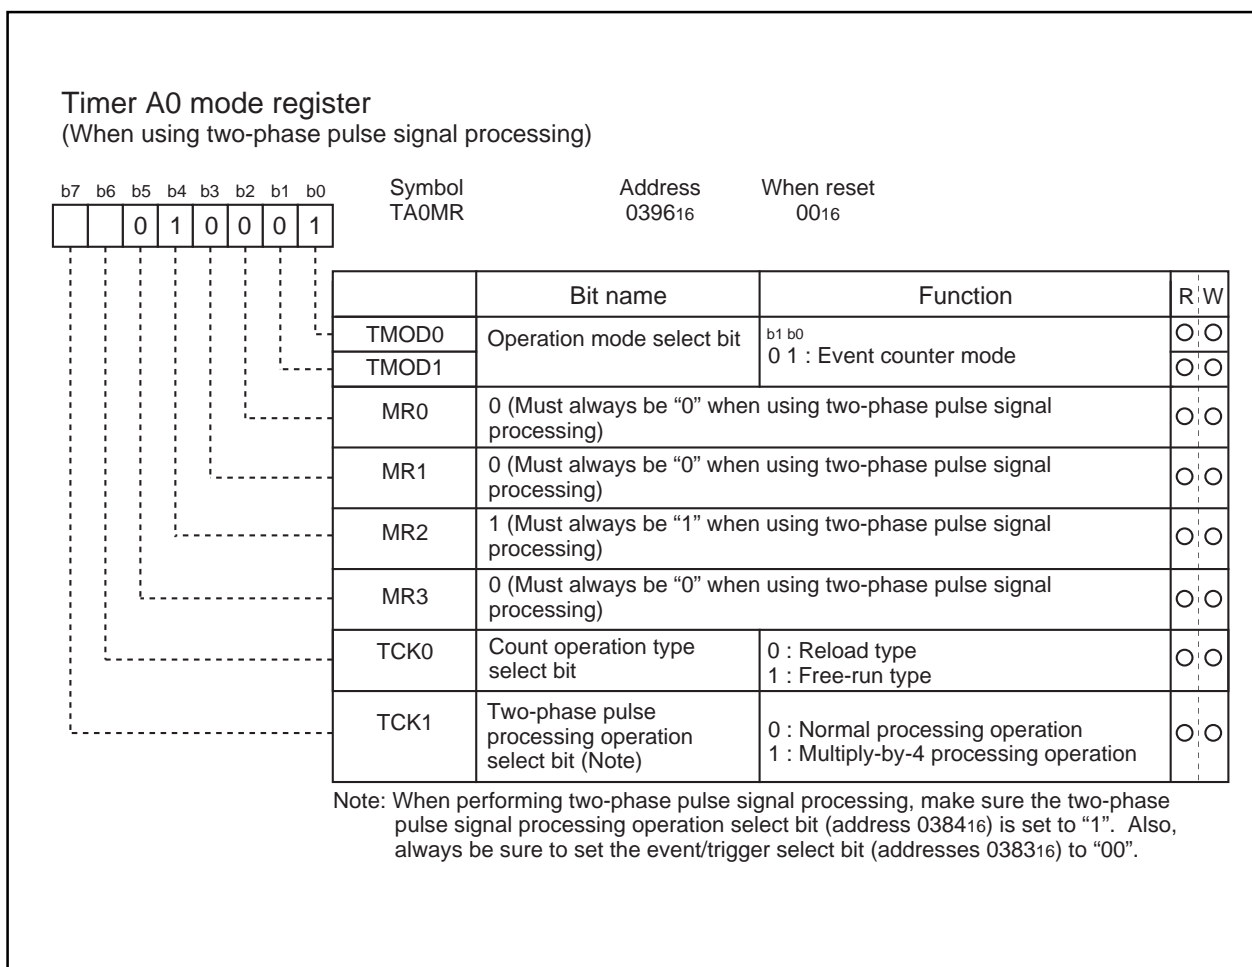 Timer A0 mode register
(When using two-phase pulse signal processing)
b7 b6 b5 b4 b3 b2 b1 b0
0 1 0 0 0 1
Symbol Address When reset
TA0MR 039616 0016
Bit name Function R W
TMOD0 Operation mode select bit b1 b0
0 1 : Event counter mode
TMOD1
MR0 0 (Must always be “0” when using two-phase pulse signal
processing)
MR1 0 (Must always be “0” when using two-phase pulse signal
processing)
MR2 1 (Must always be “1” when using two-phase pulse signal
processing)
MR3 0 (Must always be “0” when using two-phase pulse signal
processing)
TCK0 Count operation type 0 : Reload type
select bit 1 : Free-run type
TCK1 Two-phase pulse
processing operation 0 : Normal processing operation
select bit (Note) 1 : Multiply-by-4 processing operation
Note: When performing two-phase pulse signal processing, make sure the two-phase
pulse signal processing operation select bit (address 038416) is set to “1”. Also,
always be sure to set the event/trigger select bit (addresses 038316) to “00”.